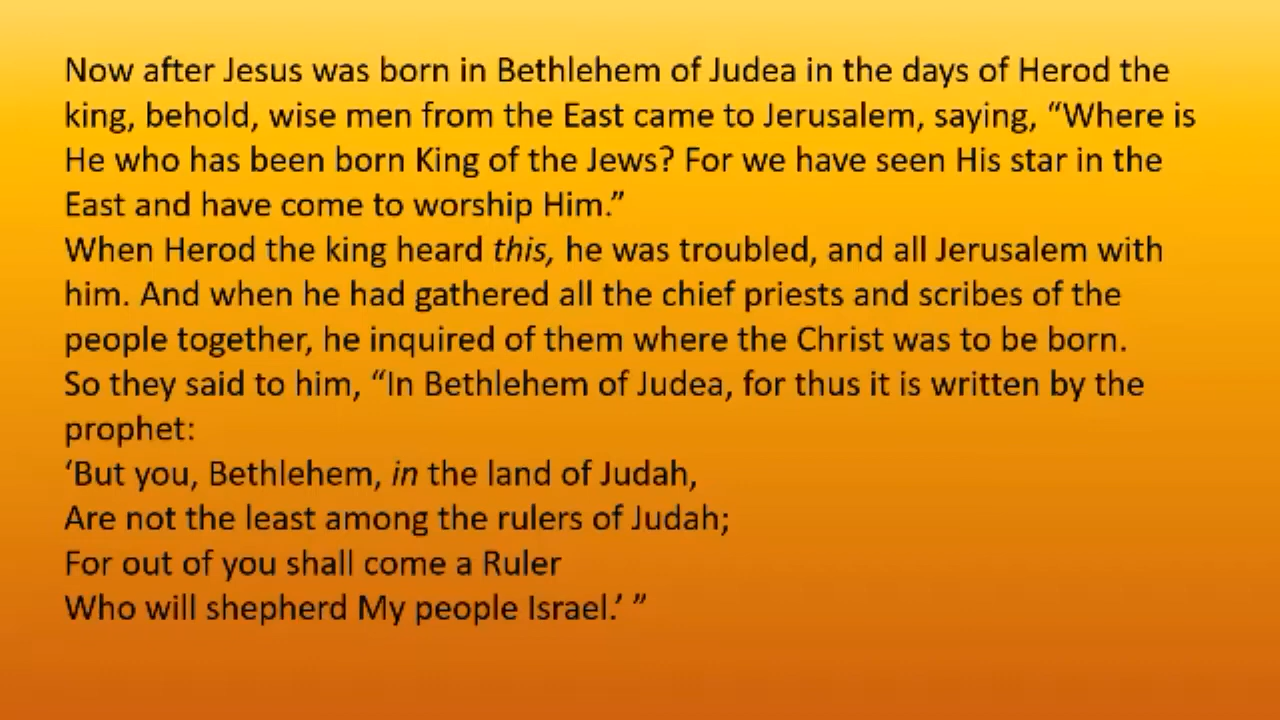 Now after Jesus was born in Bethlehem of Judea in the days of Herod the
king, behold, wise men from the East came to Jerusalem, saying, “Where is
He who has been born King of the Jews? For we have seen His star in the
East and have come to worship Him.”
When Herod the king heard this, he was troubled, and all Jerusalem with
him. And when he had gathered all the chief priests and scribes of the
people together, he inquired of them where the Christ was to be born.
So they said to him, “In Bethlehem of Judea, for thus it is written by the
prophet:
‘But you, Bethlehem, in the land of Judah,
Are not the least among the rulers of Judah;
For out of you shall come a Ruler
Who will shepherd My people Israel.’ ”